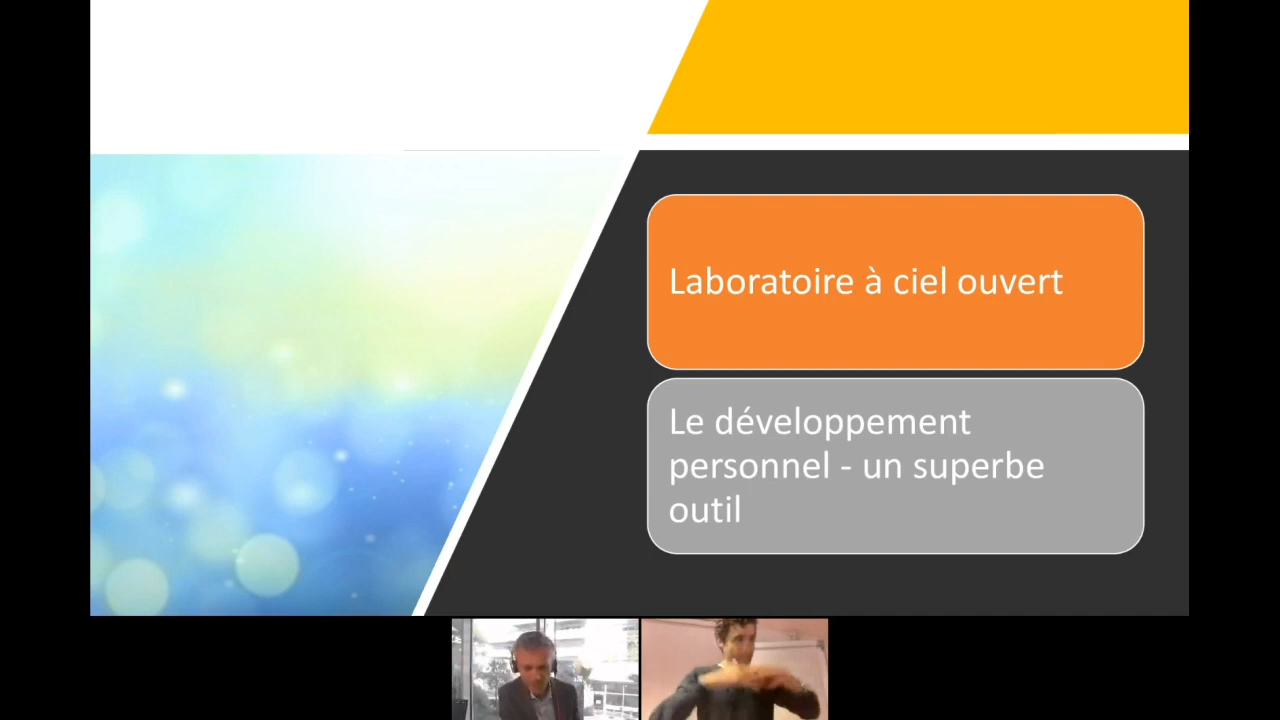 Laboratoire à ciel ouvert
Le développement
personnel - un superbe
outil